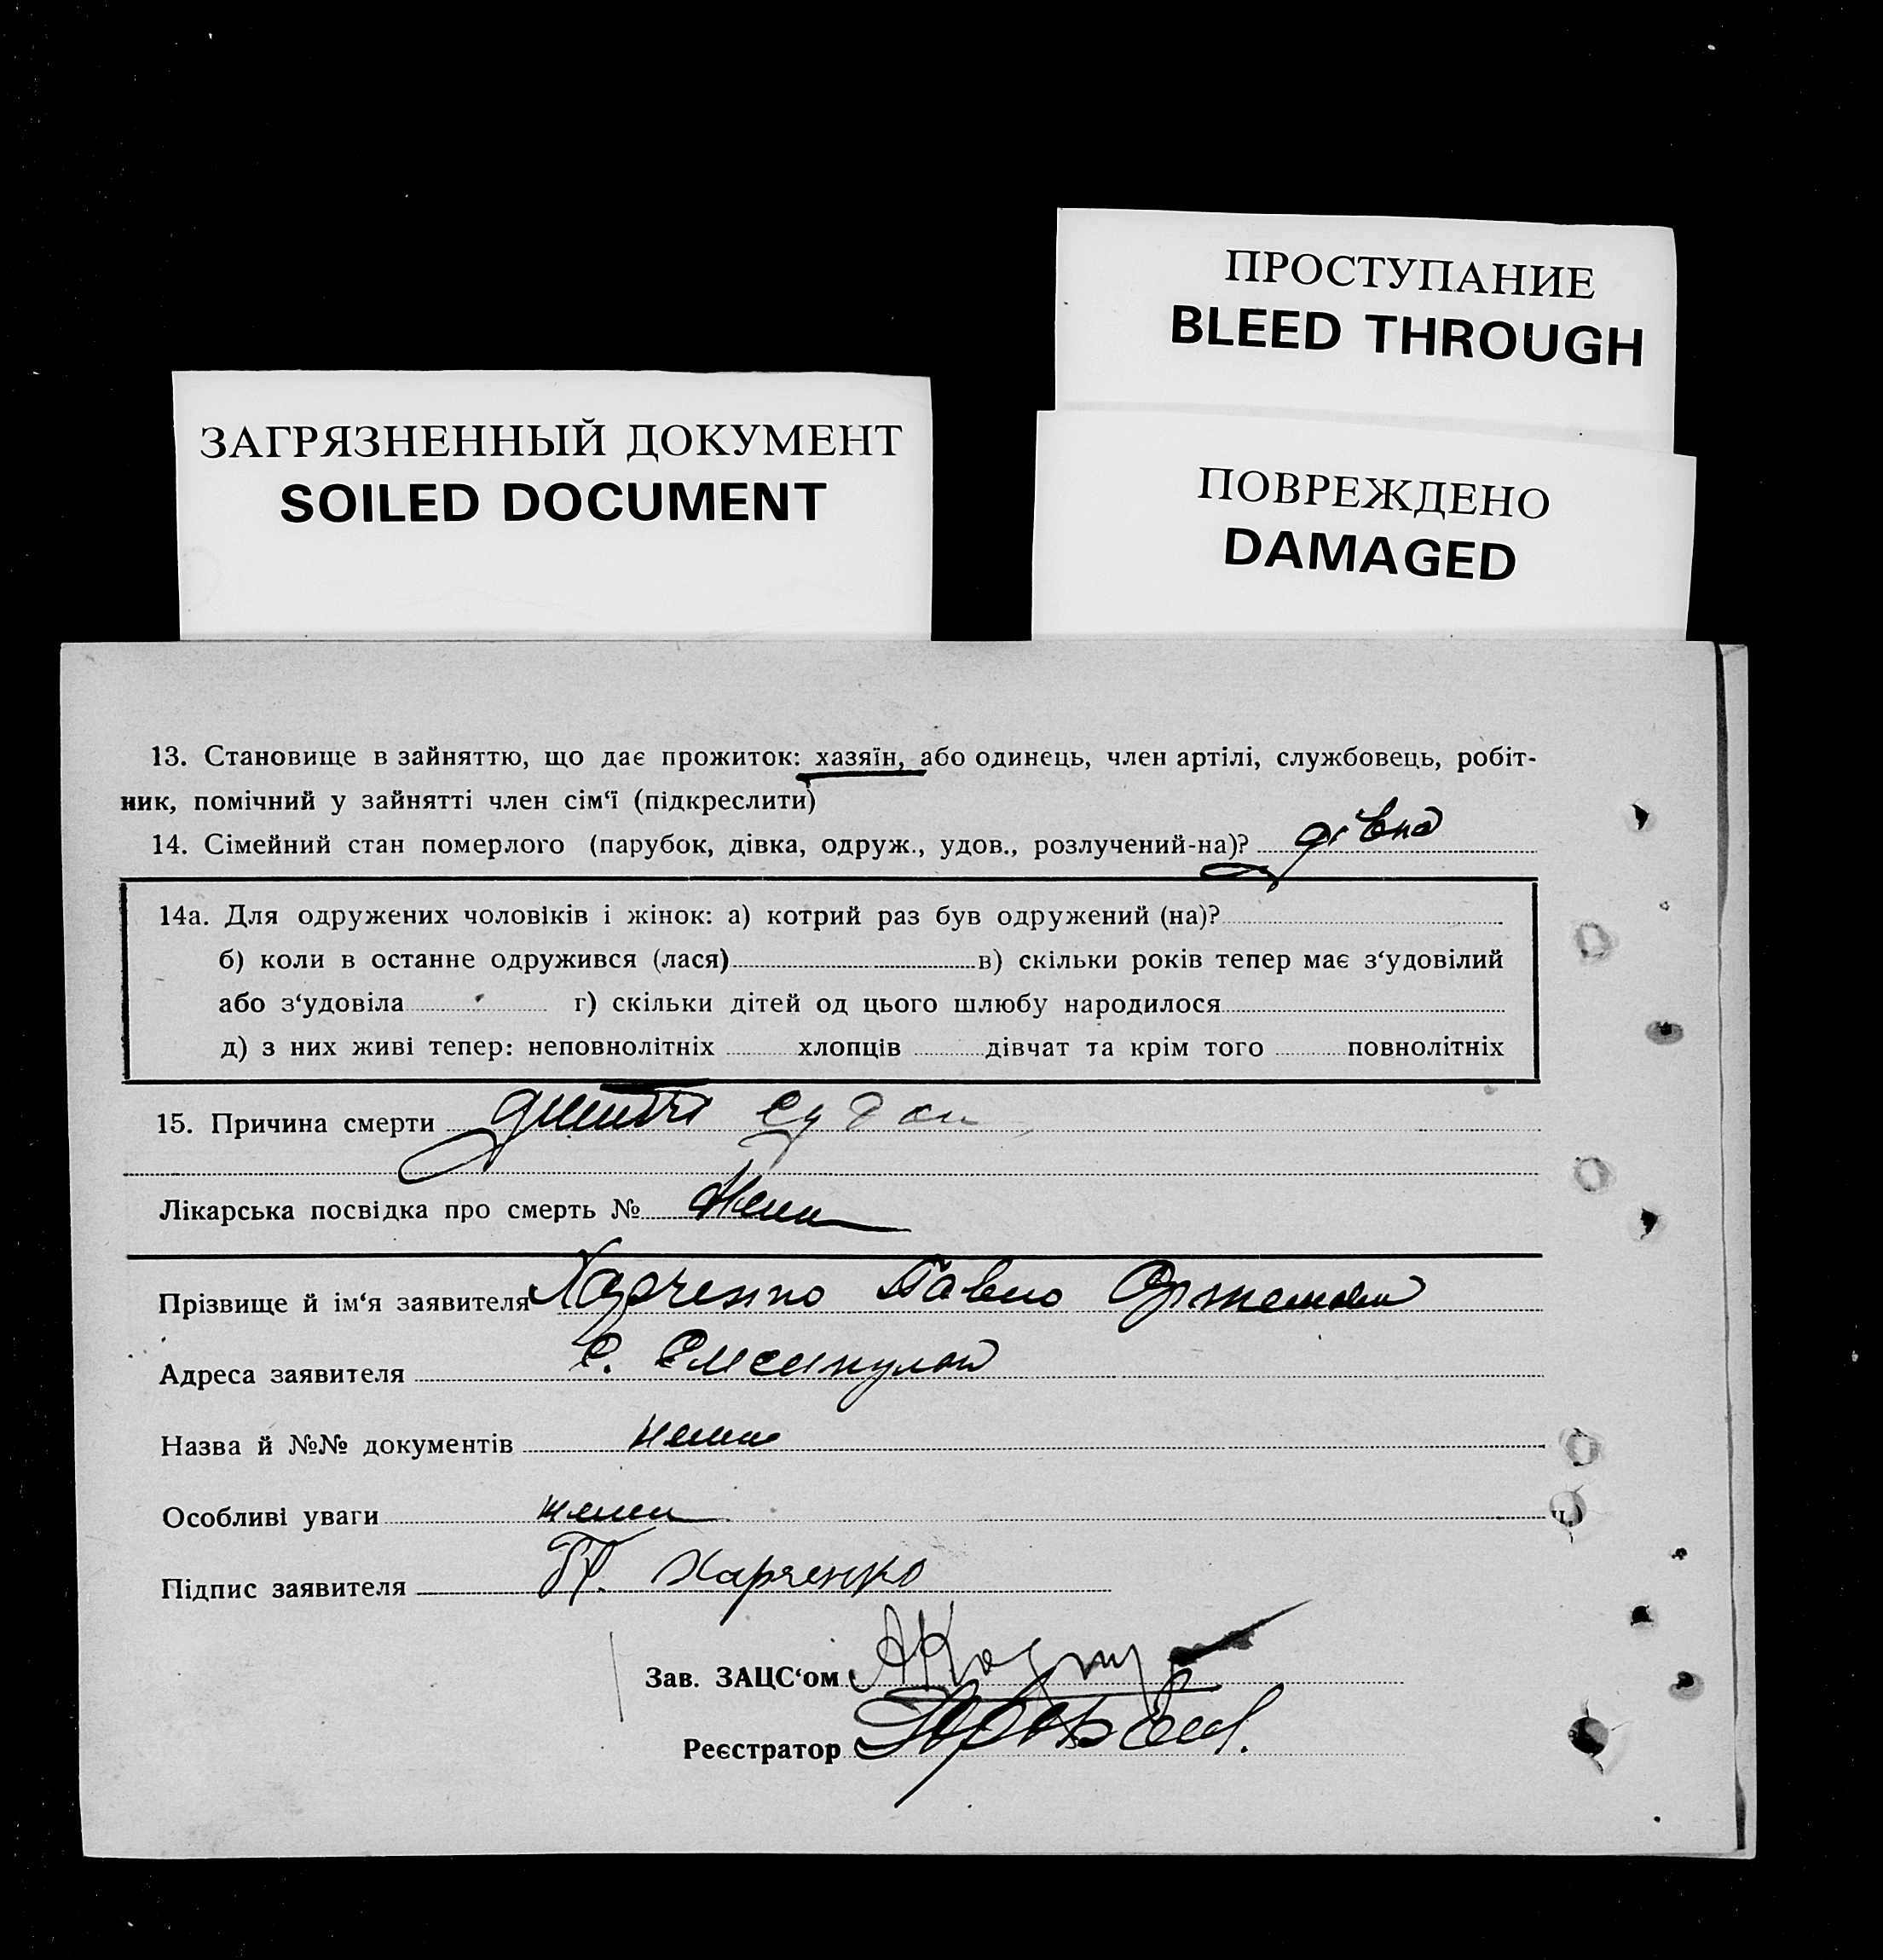 ПРОСТУПАНИЕ
BLEED THROUGH
ЗАГРЯЗНЕННЫЙ ДОКУМЕНТ
SOILED DOCUMENT
ПОВРЕЖДЕНО
DAMAGED
13. Становище в зайняттю, що дає прожиток: хазяїн, або одинець, член артілі, службовець, робіт-
ник, помічний у зайнятті член сім‘ї (підкреслити)
14. Сімейний стан померлого (парубок, дівка, одруж., удов., розлучений-на)? дівка
14а. Для одружених чоловіків і жінок: а) котрий раз був одружений (на)?
б) коли в останне одружився (лася) в) скільки років тепер має з‘удовілий
або з‘удовіла г) скільки дітей од цього шлюбу народилося
д) з них живі тепер: неповнолітніх хлопців дівчат та крім того повнолітніх
15. Причина смерти
Лікарська посвідка про смерть № Нема
Прізвище й ім‘я заявителя Харченко Павло
Адреса заявителя с.
Назва й №№ документів нема
Особливі уваги нема
Підпис заявителя Харченко
Зав. ЗАЦС‘ом
Реєстратор